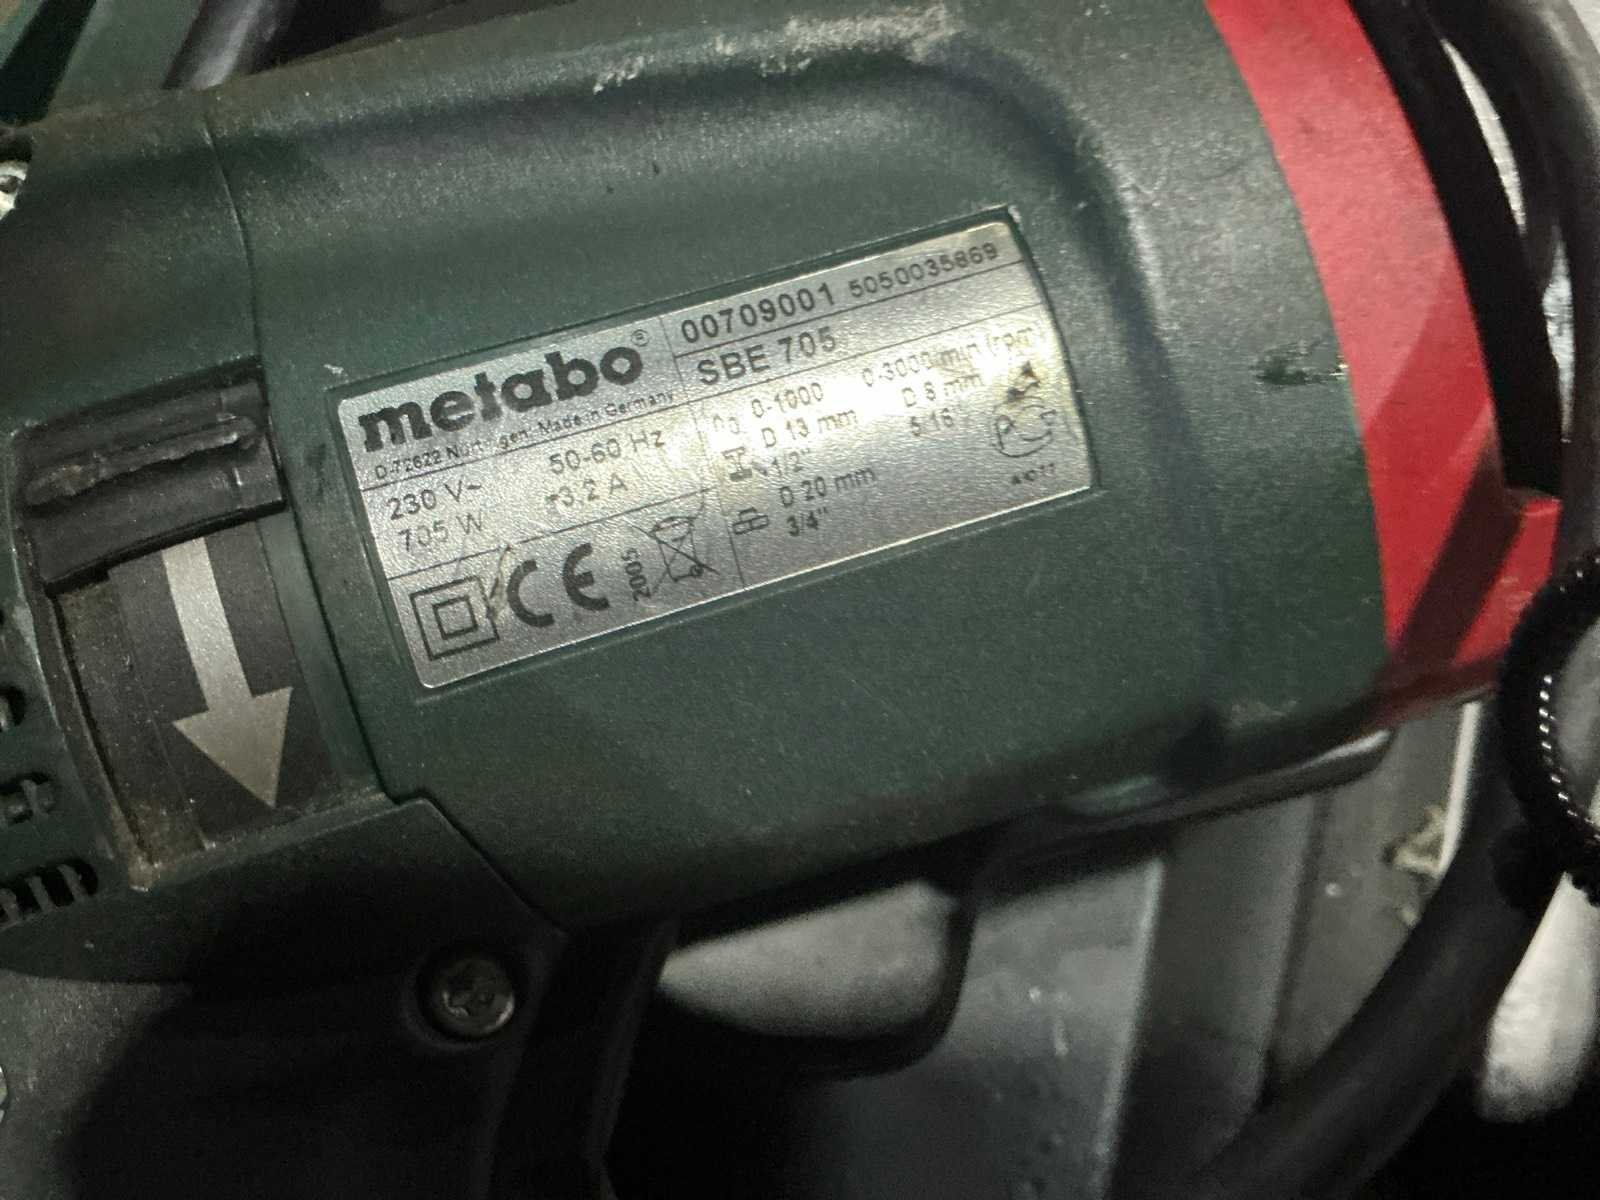 metabo®
D-72622 Nürtingen, Made in Germany
00709001 5050035869
SBE 705
230 V~ 50-60 Hz
705 W 3.2 A
0-1000 0-3000 min (rpm)
D 13 mm D 8 mm
1/2" 5/16"
D 20 mm
3/4"
CE 2005